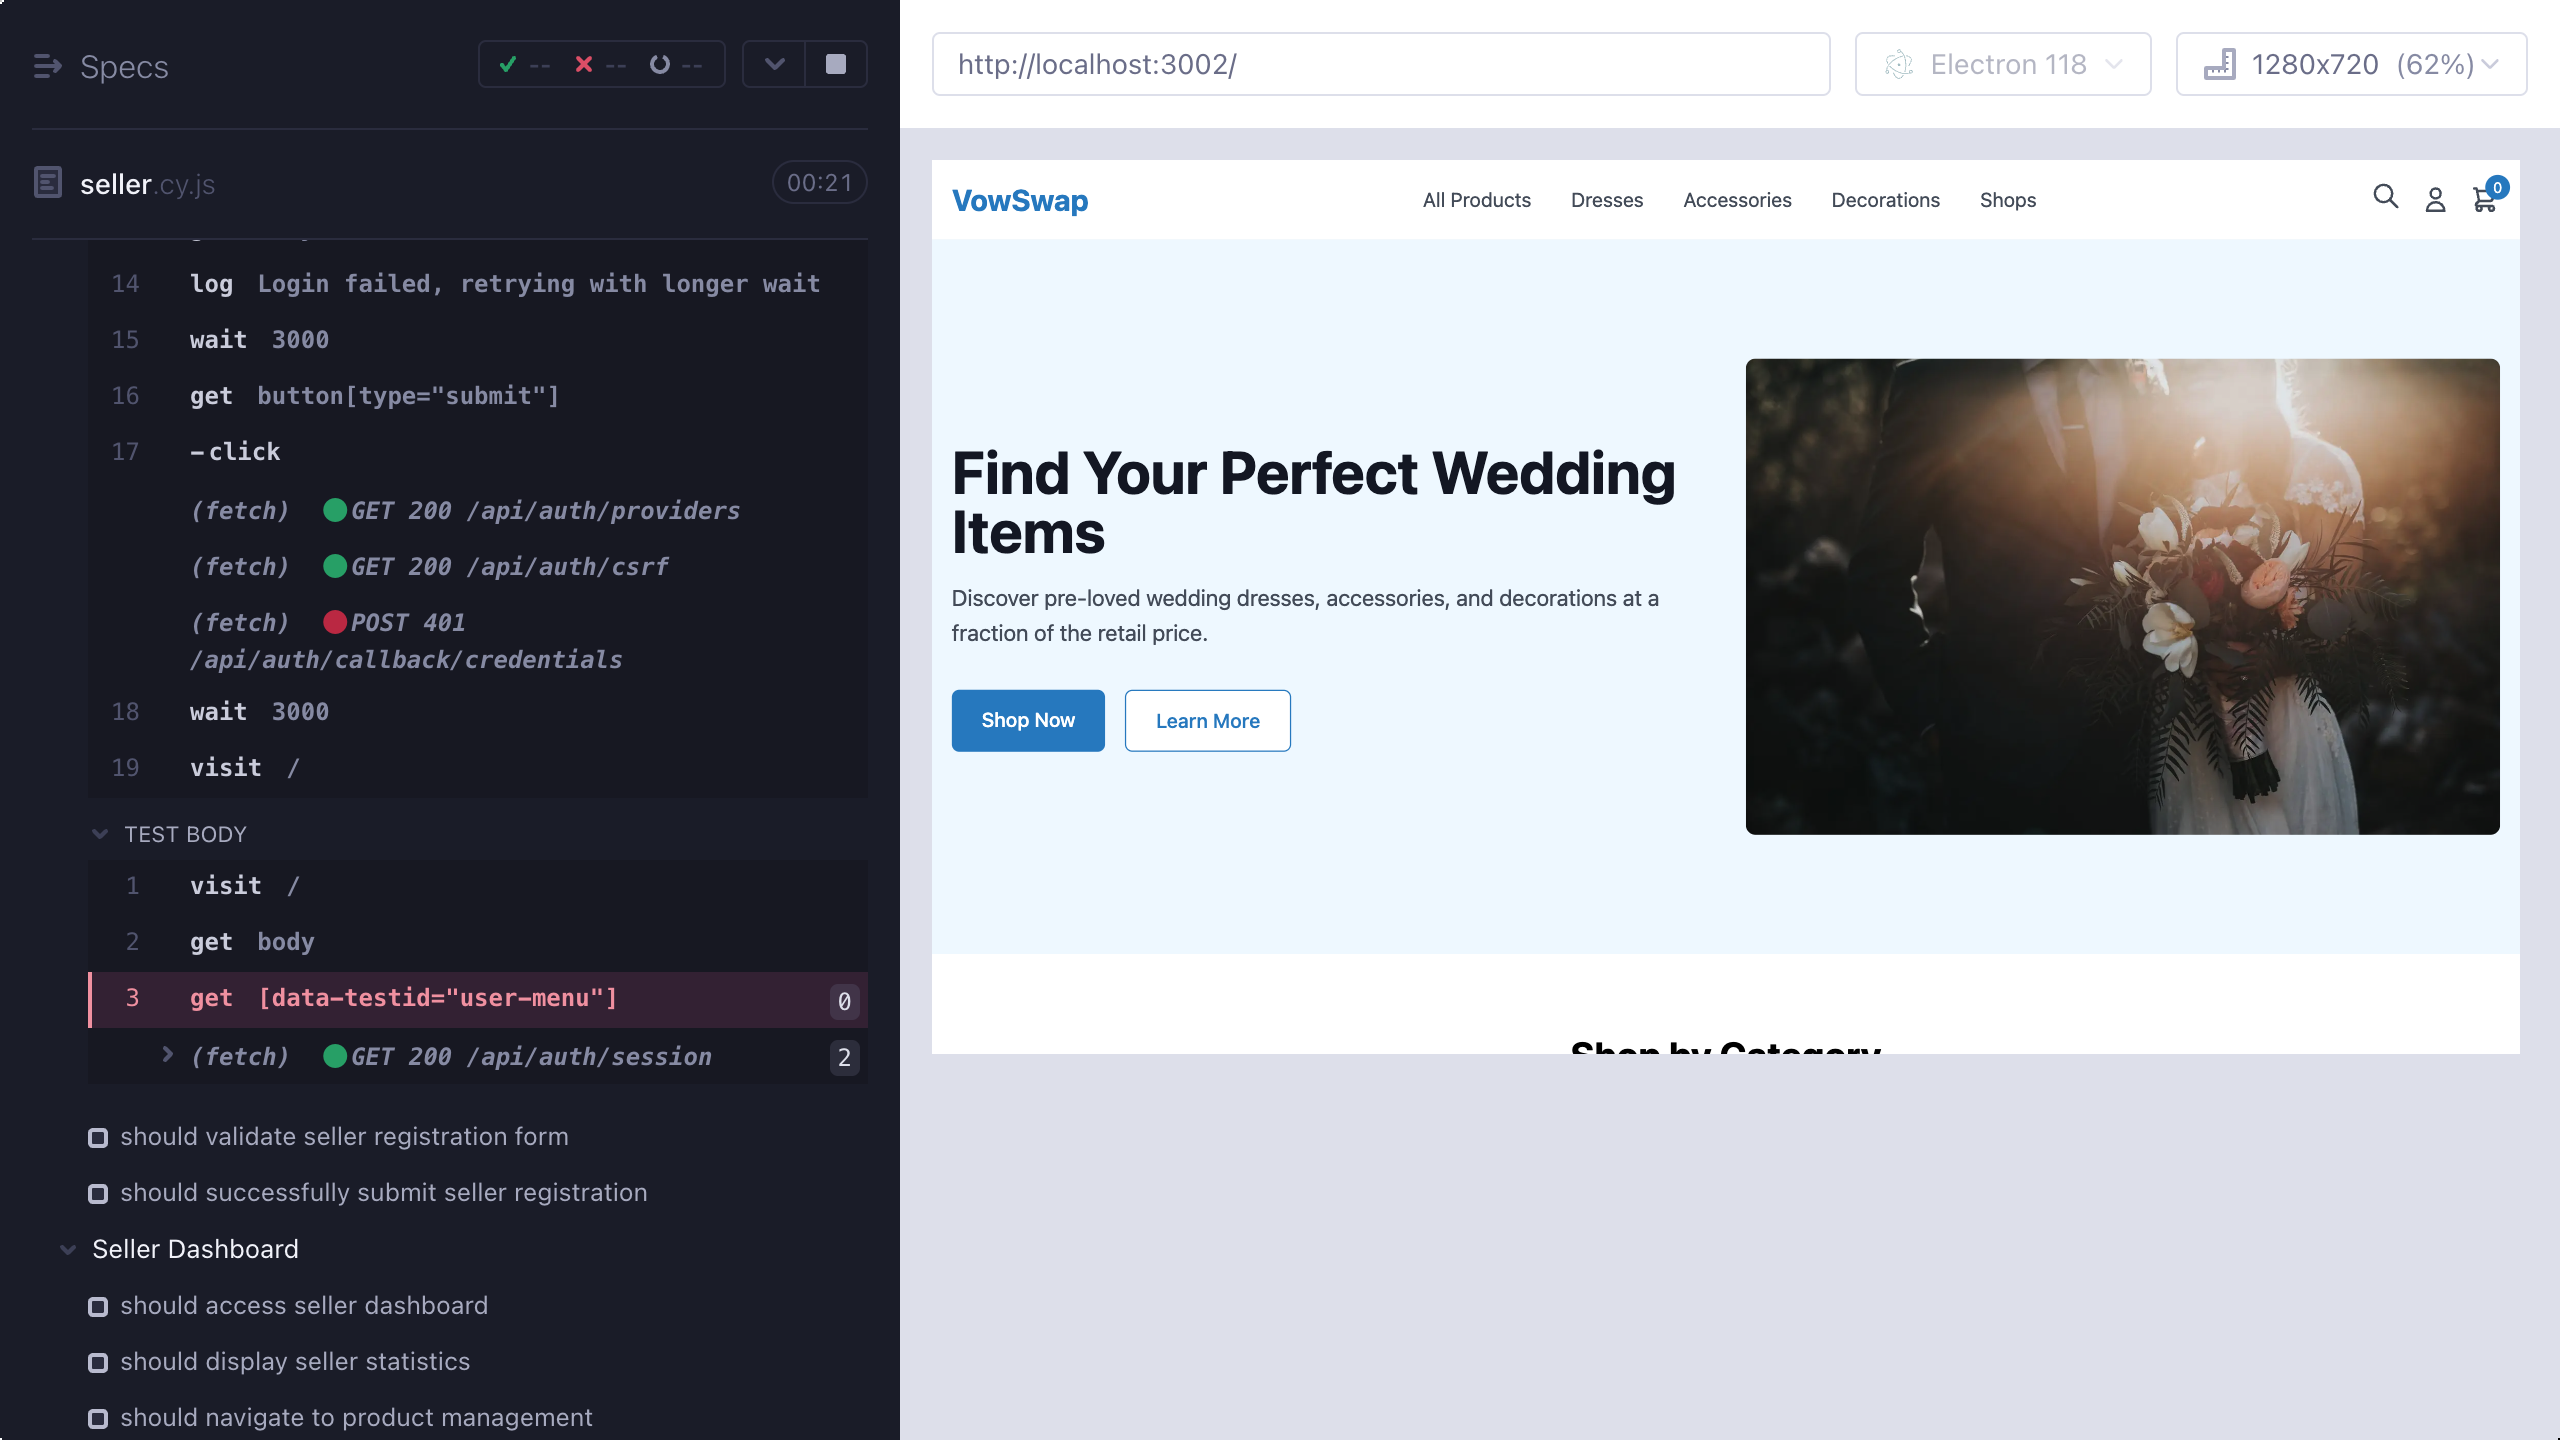 Specs
-- -- --
seller.cy.js
00:21
14 log Login failed, retrying with longer wait
15 wait 3000
16 get button[type="submit"]
17 -click
(fetch) GET 200 /api/auth/providers
(fetch) GET 200 /api/auth/csrf
(fetch) POST 401
/api/auth/callback/credentials
18 wait 3000
19 visit /
TEST BODY
1 visit /
2 get body
3 get [data-testid="user-menu"] 0
(fetch) GET 200 /api/auth/session 2
should validate seller registration form
should successfully submit seller registration
Seller Dashboard
should access seller dashboard
should display seller statistics
should navigate to product management
http://localhost:3002/
Electron 118
1280x720 (62%)
VowSwap
All Products Dresses Accessories Decorations Shops
0
Find Your Perfect Wedding
Items
Discover pre-loved wedding dresses, accessories, and decorations at a
fraction of the retail price.
Shop Now
Learn More
Shop by Category